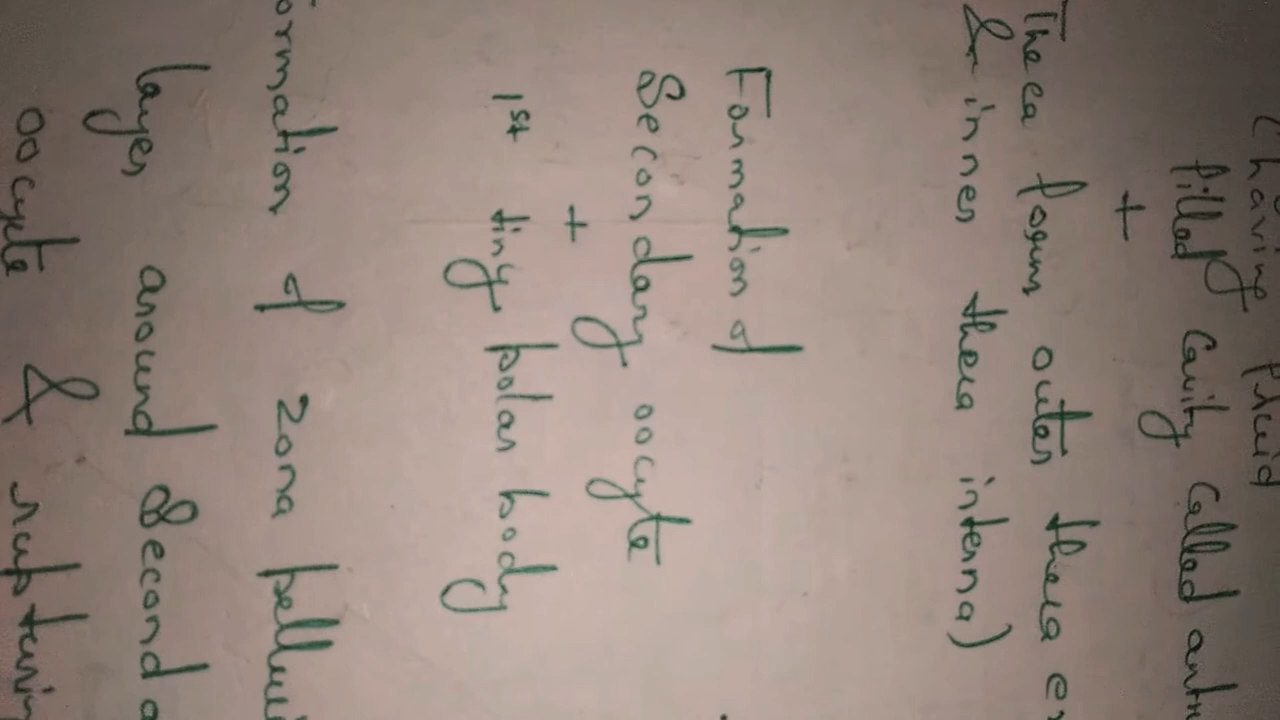 (having fluid
filled cavity called
+
Theca forms outer theca
& inner theca interna)
Formation of
Secondary oocyte
+
1st tiny polar body
of zona
layer around
oocyte &